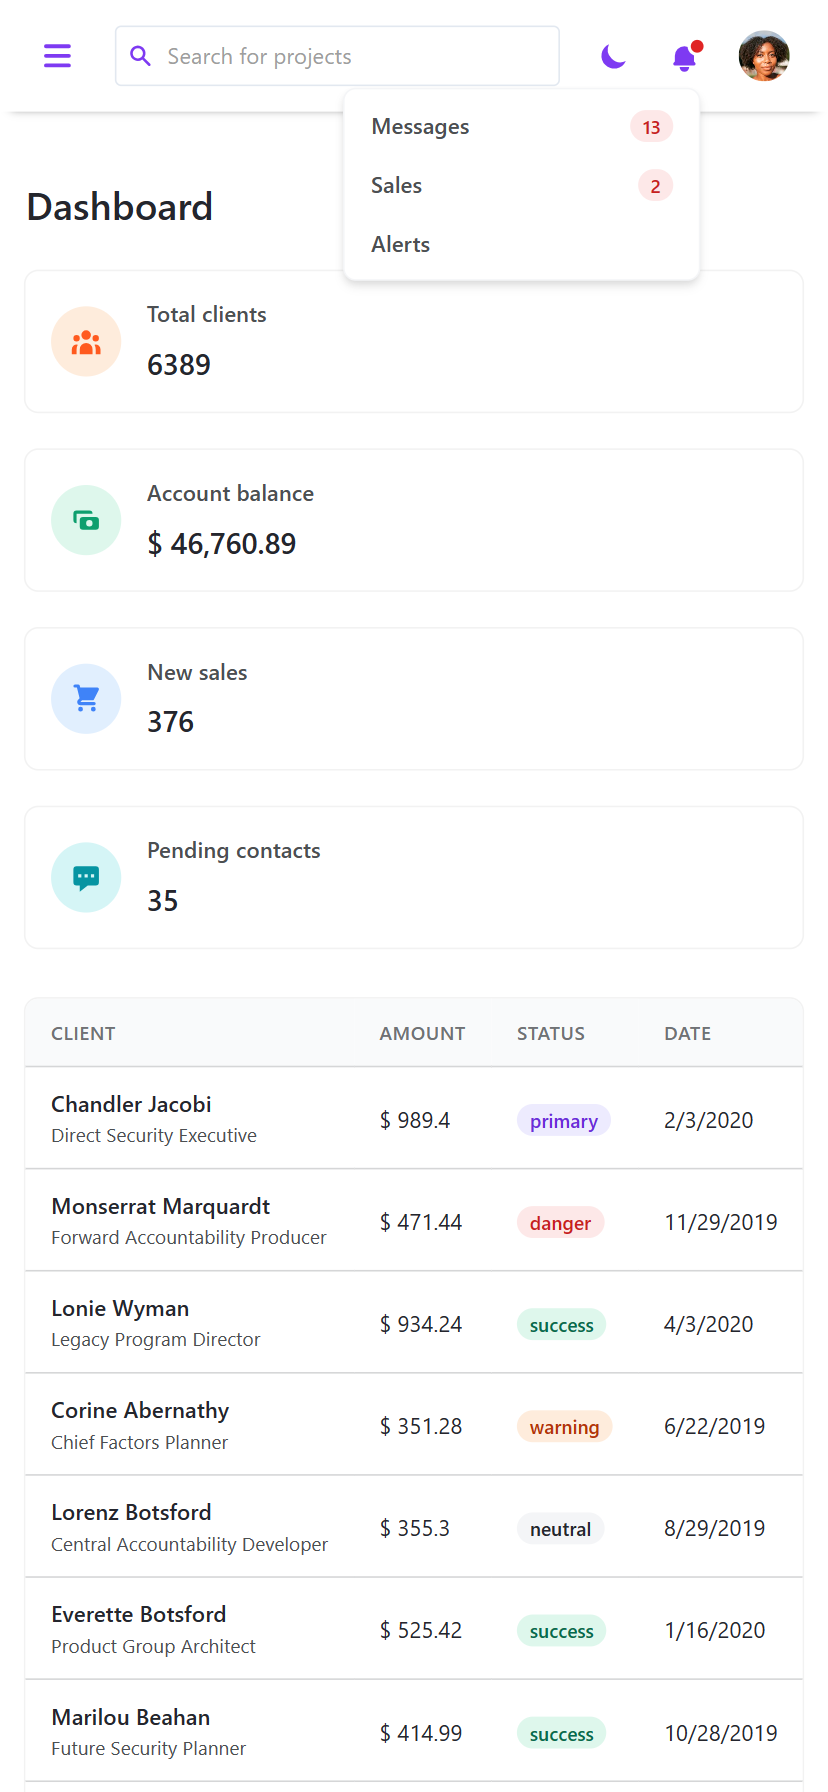 Search for projects
Messages 13
Sales 2
Alerts
Dashboard
Total clients
6389
Account balance
$ 46,760.89
New sales
376
Pending contacts
35
CLIENT AMOUNT STATUS DATE
Chandler Jacobi
Direct Security Executive
$ 989.4 primary 2/3/2020
Monserrat Marquardt
Forward Accountability Producer
$ 471.44 danger 11/29/2019
Lonie Wyman
Legacy Program Director
$ 934.24 success 4/3/2020
Corine Abernathy
Chief Factors Planner
$ 351.28 warning 6/22/2019
Lorenz Botsford
Central Accountability Developer
$ 355.3 neutral 8/29/2019
Everette Botsford
Product Group Architect
$ 525.42 success 1/16/2020
Marilou Beahan
Future Security Planner
$ 414.99 success 10/28/2019